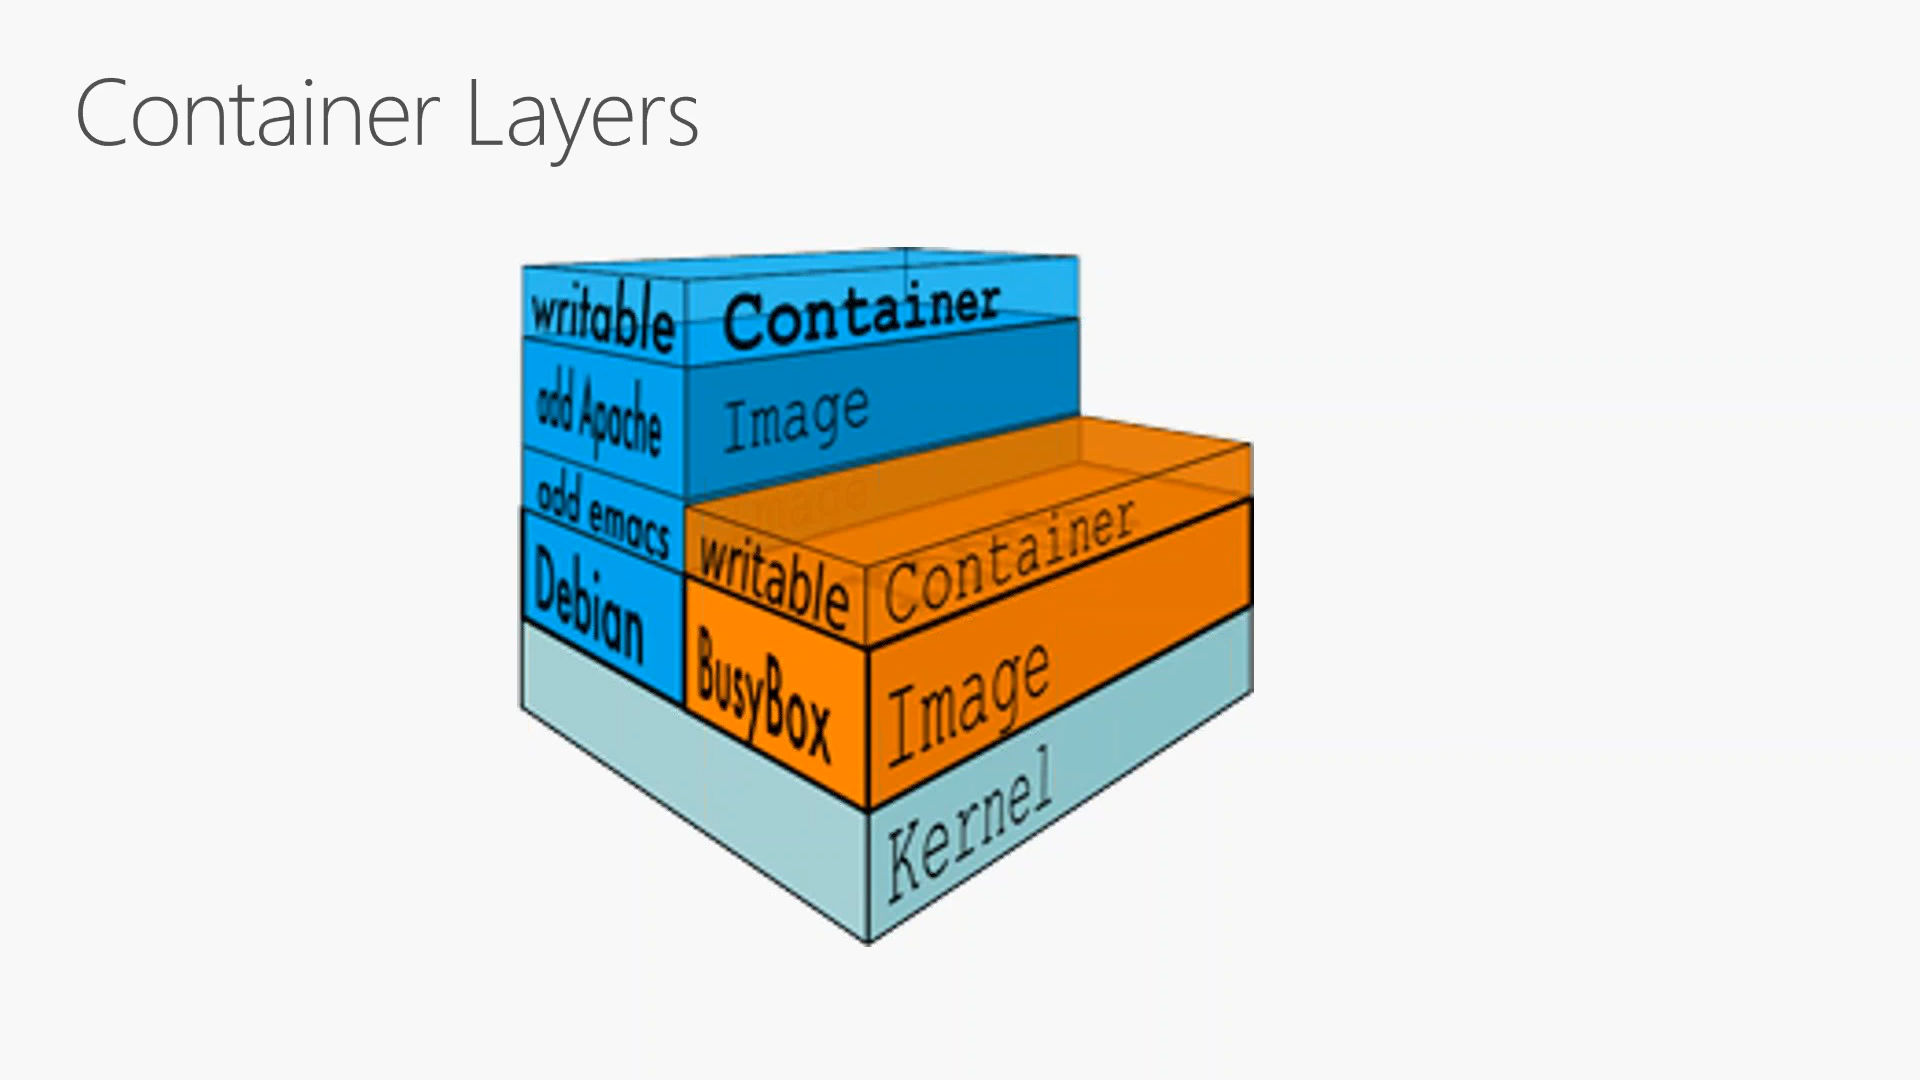 Container Layers
writable
Container
add Apache
Image
add emacs
Debian
writable
Container
BusyBox
Image
Kernel